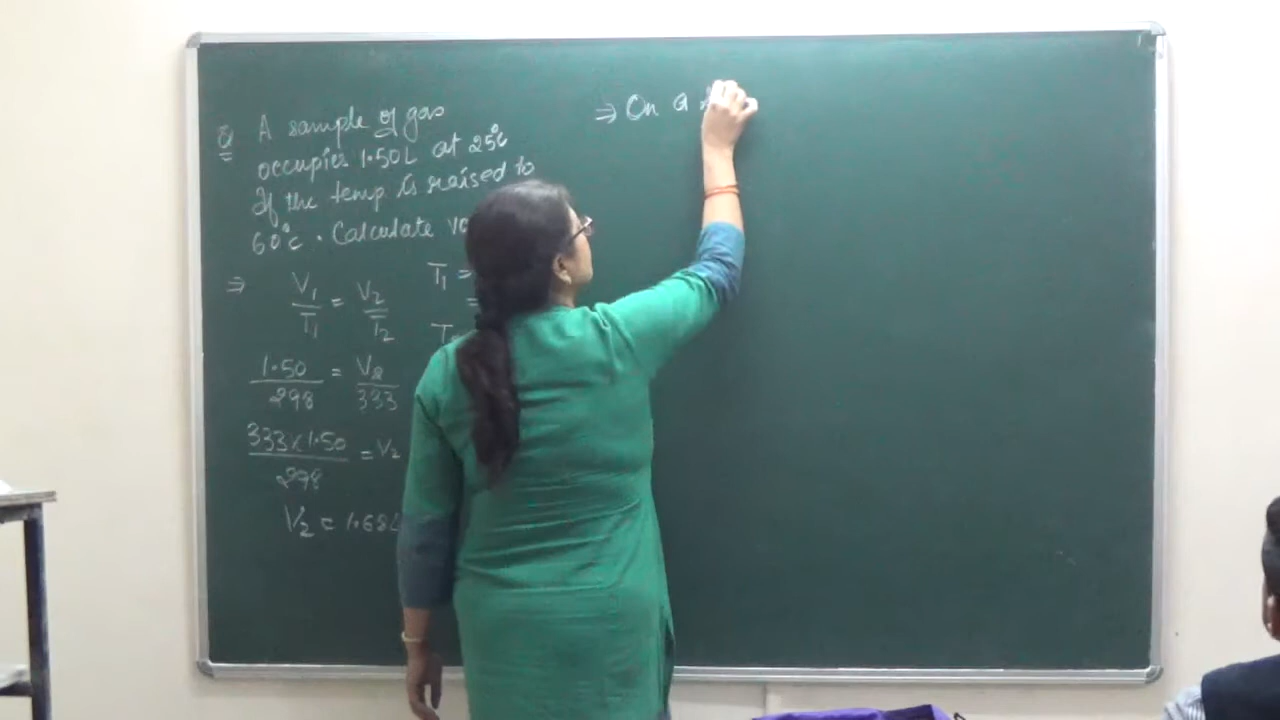 Q A sample of gas
occupies 1.50L at 25°c
If the temp is raised to
60°c . Calculate vo
⇒ V₁/T₁ = V₂/T₂
T₁ =
=
1.50/298 = V₂/333
333×1.50/298 = V₂
V₂ = 1.68L
⇒ On a